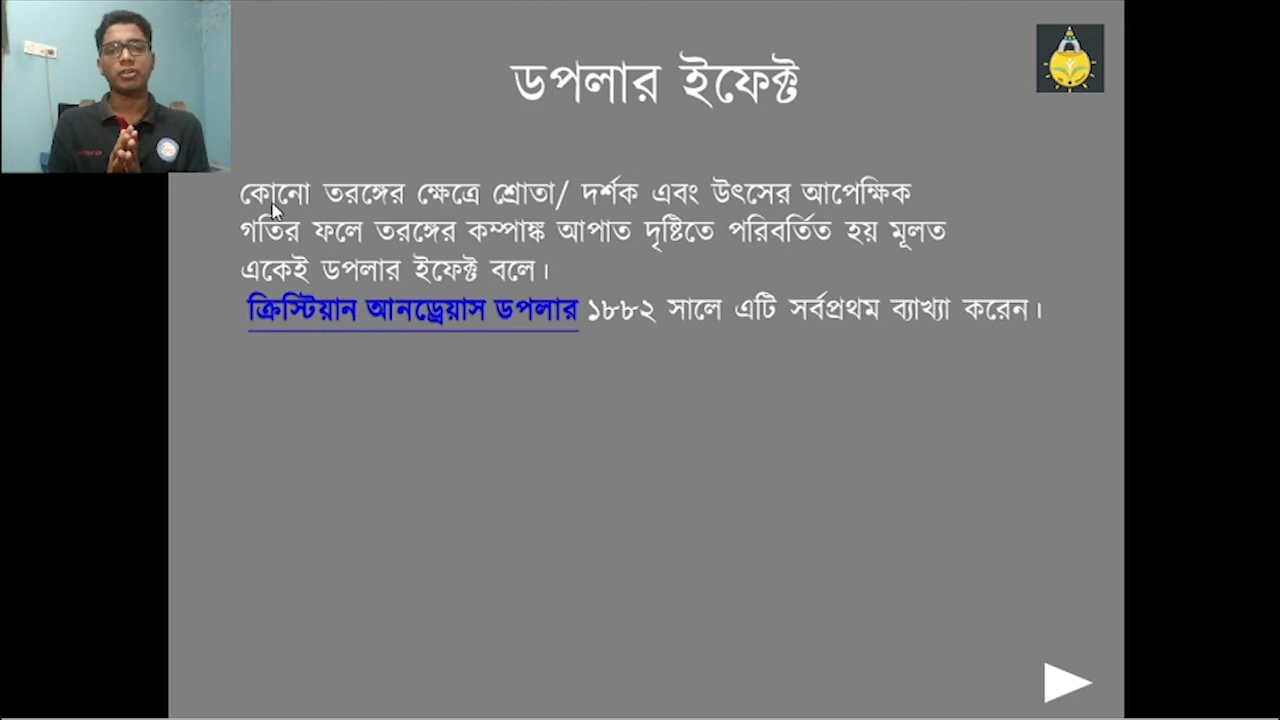 ডপলার ইফেক্ট
কোনো তরঙ্গের ক্ষেত্রে শ্রোতা/ দর্শক এবং উৎসের আপেক্ষিক
গতির ফলে তরঙ্গের কম্পাঙ্ক আপাত দৃষ্টিতে পরিবর্তিত হয় মূলত
একেই ডপলার ইফেক্ট বলে।
ক্রিস্টিয়ান আনড্রেয়াস ডপলার ১৮৮২ সালে এটি সর্বপ্রথম ব্যাখ্যা করেন।